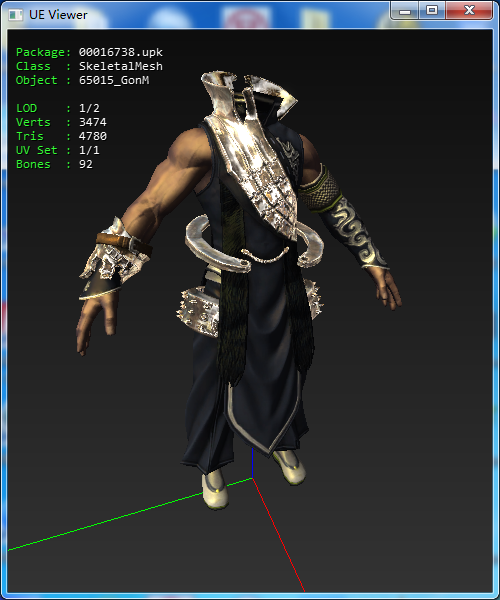 UE Viewer
Package: 00016738.upk
Class : SkeletalMesh
Object : 65015_GonM
LOD : 1/2
Verts : 3474
Tris : 4780
UV Set : 1/1
Bones : 92